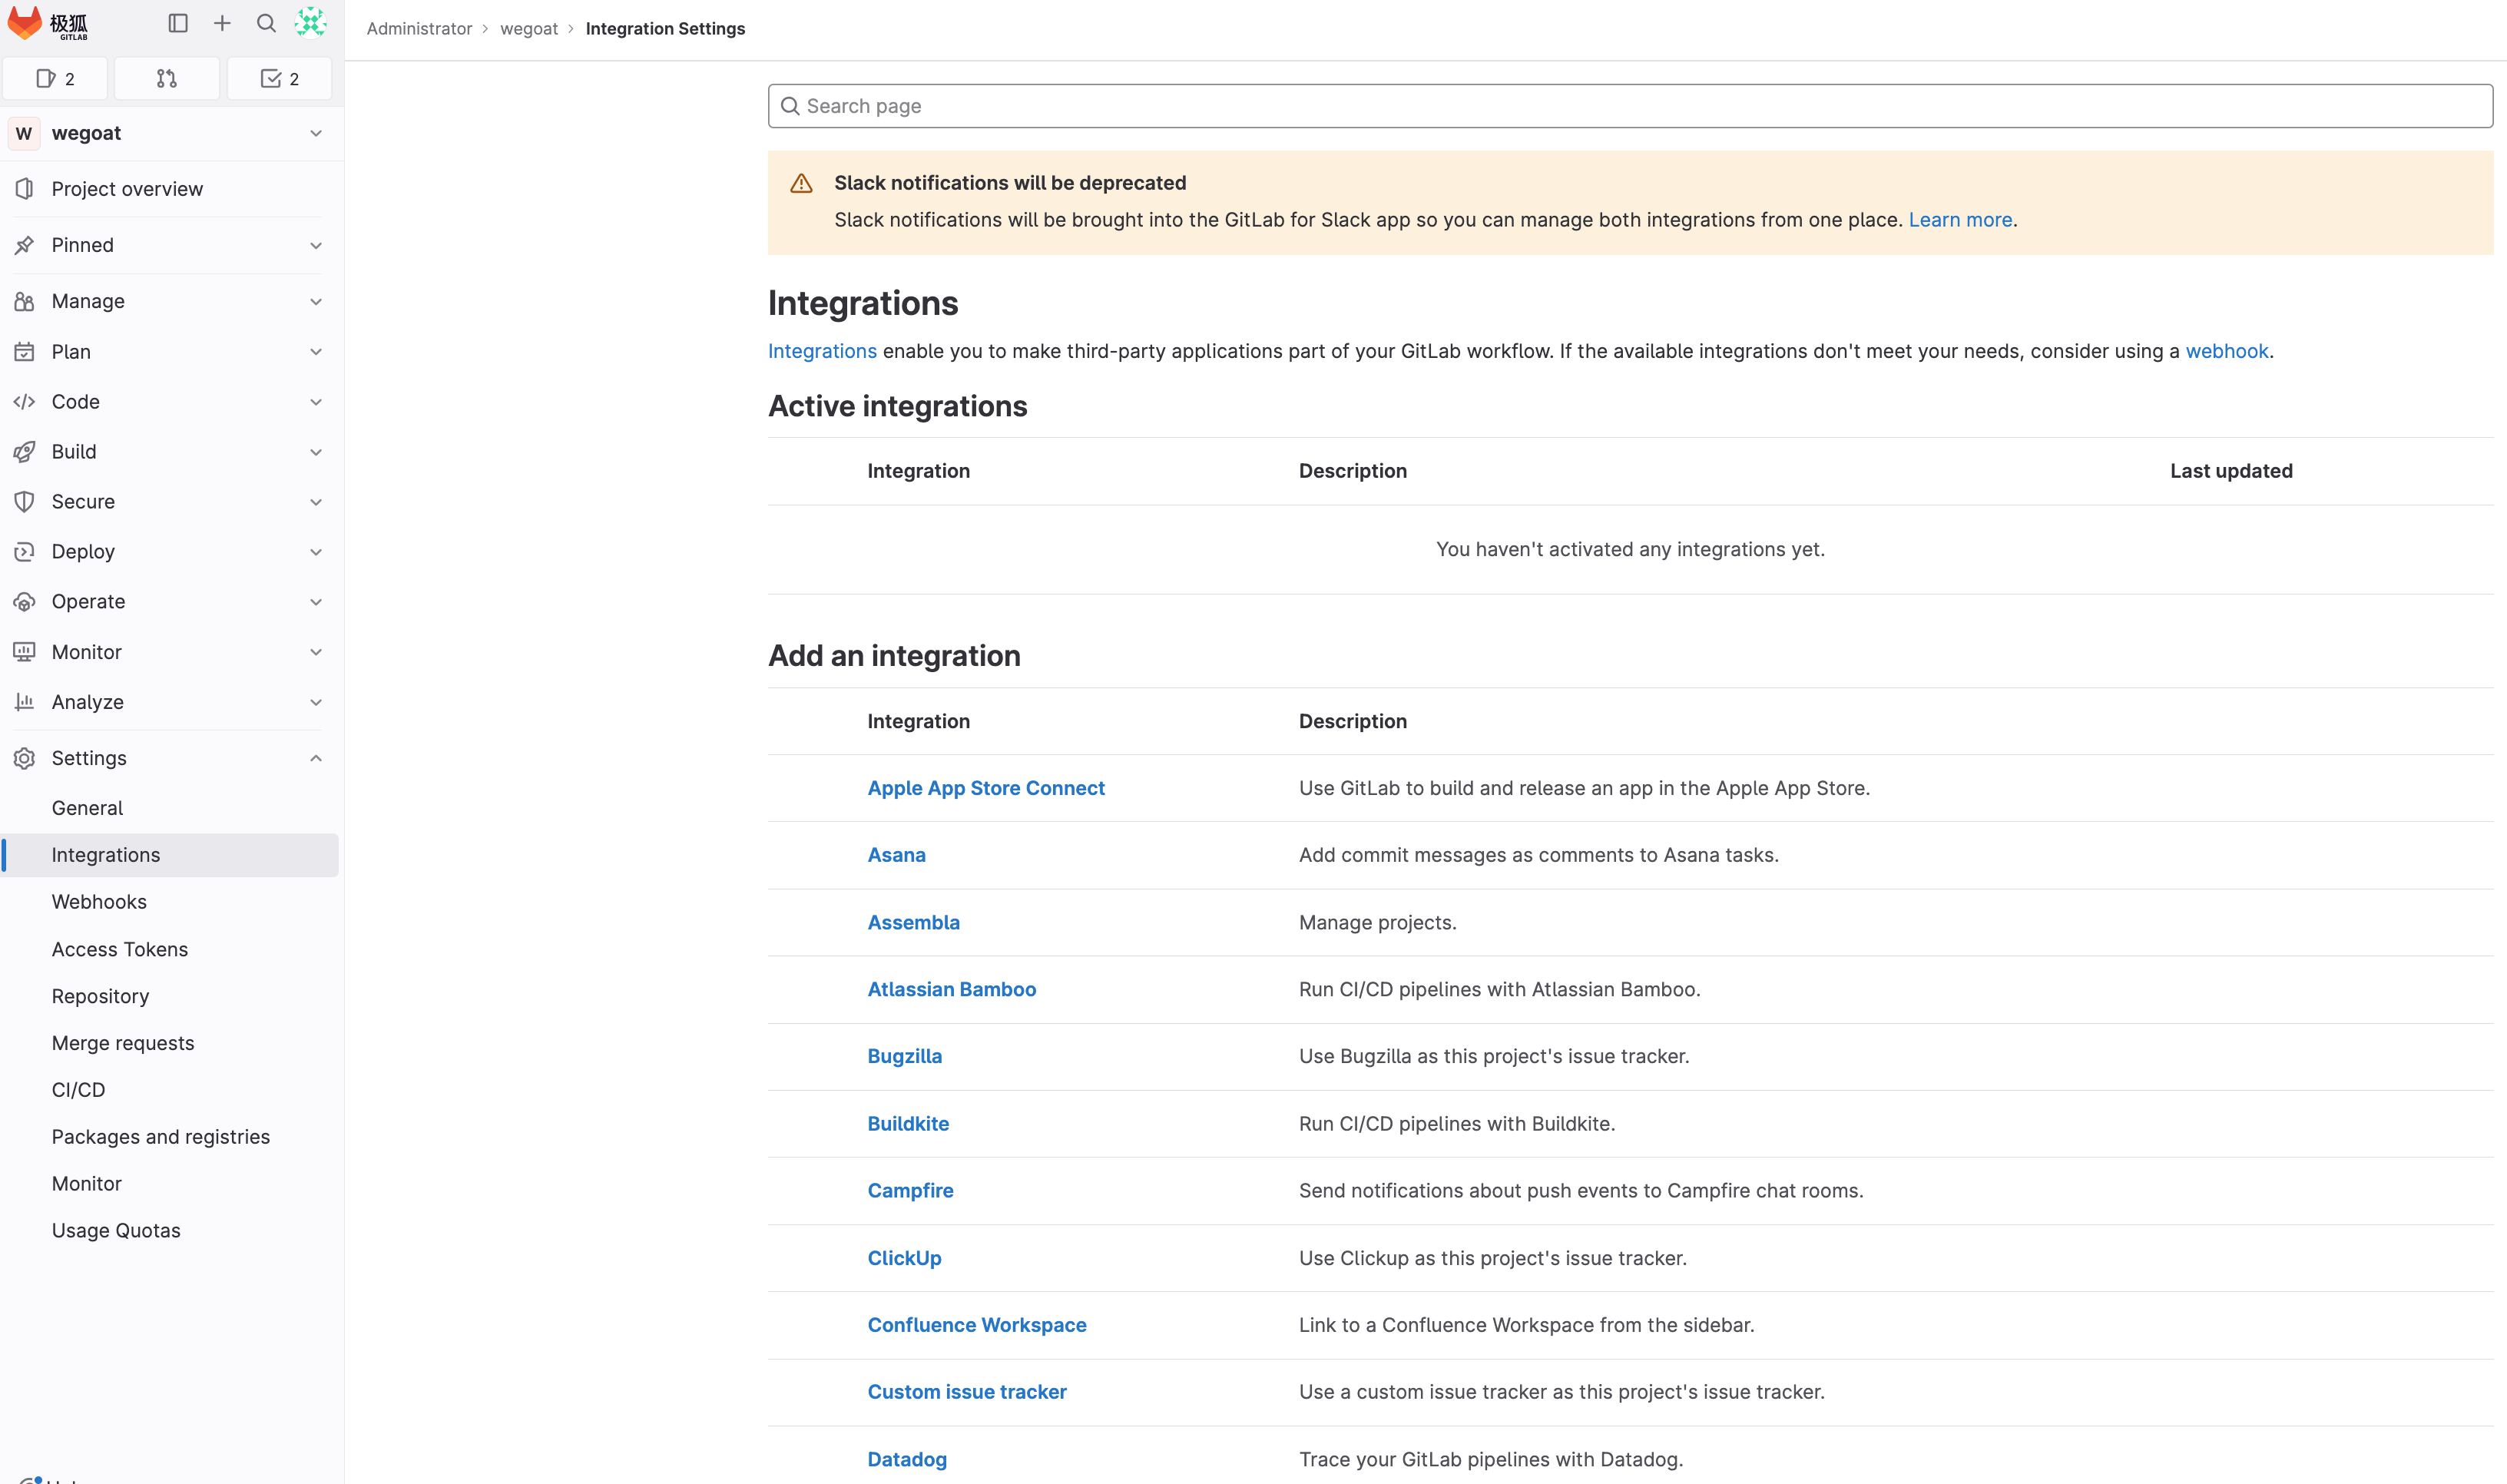 极狐
GITLAB
2
2
W
wegoat
Project overview
Pinned
Manage
Plan
Code
Build
Secure
Deploy
Operate
Monitor
Analyze
Settings
General
Integrations
Webhooks
Access Tokens
Repository
Merge requests
CI/CD
Packages and registries
Monitor
Usage Quotas
Administrator > wegoat > Integration Settings
Search page
Slack notifications will be deprecated
Slack notifications will be brought into the GitLab for Slack app so you can manage both integrations from one place. Learn more.
Integrations
Integrations enable you to make third-party applications part of your GitLab workflow. If the available integrations don't meet your needs, consider using a webhook.
Active integrations
Integration Description Last updated
You haven't activated any integrations yet.
Add an integration
Integration Description
Apple App Store Connect Use GitLab to build and release an app in the Apple App Store.
Asana Add commit messages as comments to Asana tasks.
Assembla Manage projects.
Atlassian Bamboo Run CI/CD pipelines with Atlassian Bamboo.
Bugzilla Use Bugzilla as this project's issue tracker.
Buildkite Run CI/CD pipelines with Buildkite.
Campfire Send notifications about push events to Campfire chat rooms.
ClickUp Use Clickup as this project's issue tracker.
Confluence Workspace Link to a Confluence Workspace from the sidebar.
Custom issue tracker Use a custom issue tracker as this project's issue tracker.
Datadog Trace your GitLab pipelines with Datadog.